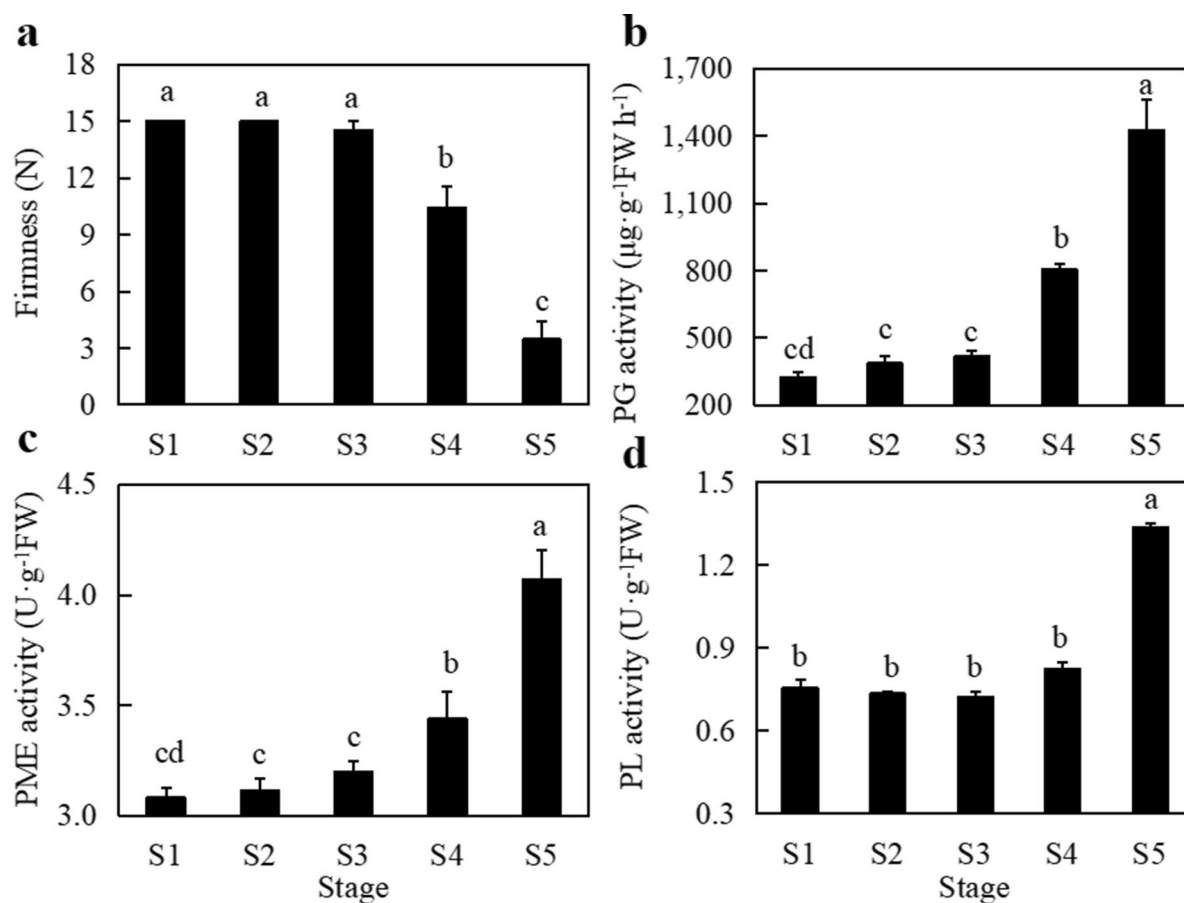 a
Firmness (N)
18
15
12
9
6
3
0
a
a
a
b
c
S1 S2 S3 S4 S5
b
PG activity (µg·g⁻¹FW h⁻¹)
1,700
1,400
1,100
800
500
200
cd
c
c
b
a
S1 S2 S3 S4 S5
c
PME activity (U·g⁻¹FW)
4.5
4.0
3.5
3.0
cd
c
c
b
a
S1 S2 S3 S4 S5
Stage
d
PL activity (U·g⁻¹FW)
1.5
1.2
0.9
0.6
0.3
b
b
b
b
a
S1 S2 S3 S4 S5
Stage